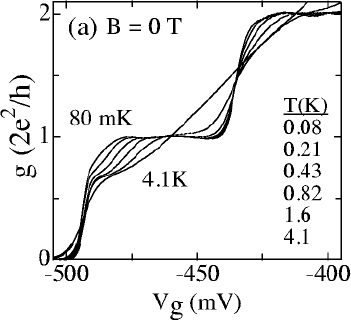 2
(a) B = 0 T
g (2e²/h)
80 mK
1
4.1K
T(K)
0.08
0.21
0.43
0.82
1.6
4.1
0
-500
-450
-400
Vg (mV)